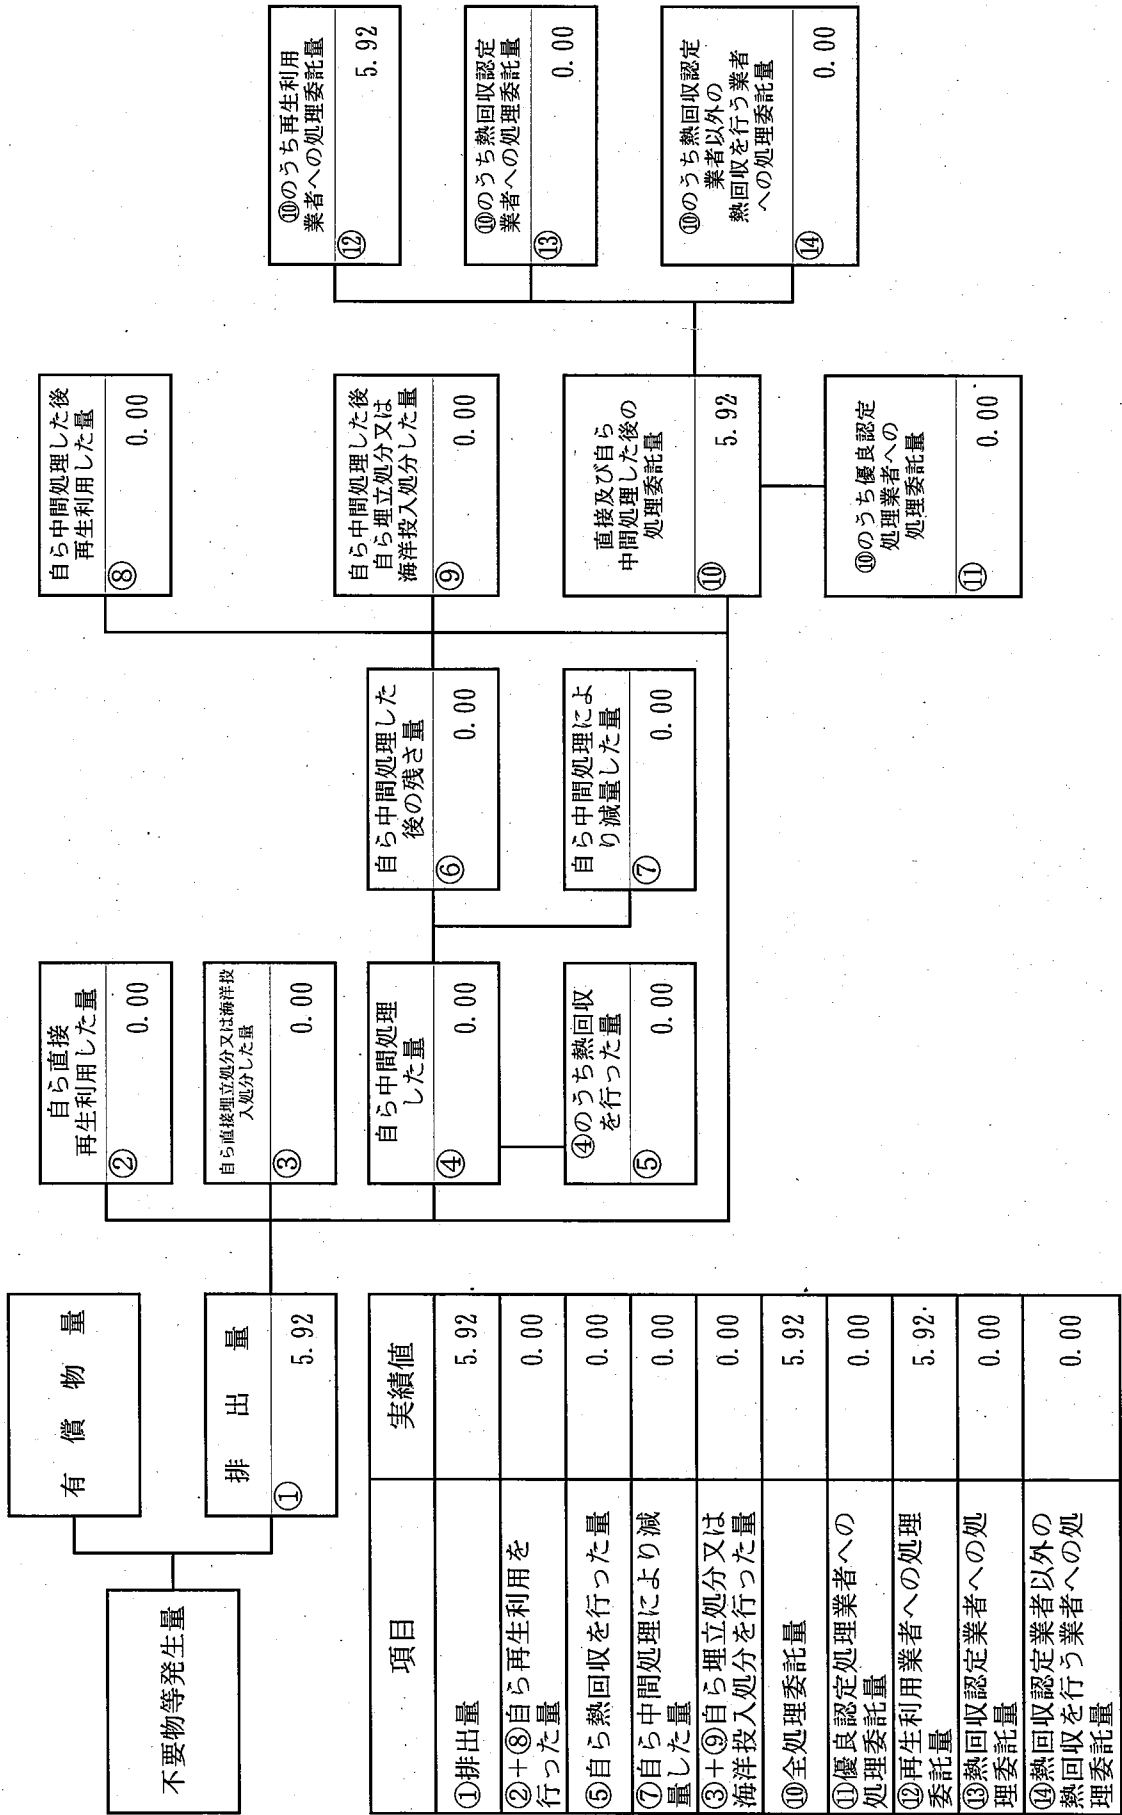 不要物等発生量
有償物量
排出量
① 5.92
自ら直接
再生利用した量
② 0.00
自ら直接埋立処分又は海洋投
入処分した量
③ 0.00
自ら中間処理
した量
④ 0.00
④のうち熱回収
を行った量
⑤ 0.00
自ら中間処理した
後の残さ量
⑥ 0.00
自ら中間処理によ
り減量した量
⑦ 0.00
自ら中間処理した後
再生利用した量
⑧ 0.00
自ら中間処理した後
自ら埋立処分又は
海洋投入処分した量
⑨ 0.00
直接及び自ら
中間処理した後の
処理委託量
⑩ 5.92
⑩のうち優良認定
処理業者への
処理委託量
⑪ 0.00
⑩のうち再生利用
業者への処理委託量
⑫ 5.92
⑩のうち熱回収認定
業者への処理委託量
⑬ 0.00
⑩のうち熱回収認定
業者以外の
熱回収を行う業者
への処理委託量
⑭ 0.00
項目 実績値
①排出量 5.92
②+⑧自ら再生利用を
行った量 0.00
⑤自ら熱回収を行った量 0.00
⑦自ら中間処理により減
量した量 0.00
③+⑨自ら埋立処分又は
海洋投入処分を行った量 0.00
⑩全処理委託量 5.92
⑪優良認定処理業者への
処理委託量 0.00
⑫再生利用業者への処理
委託量 5.92
⑬熱回収認定業者への処
理委託量 0.00
⑭熱回収認定業者以外の
熱回収を行う業者への処
理委託量 0.00